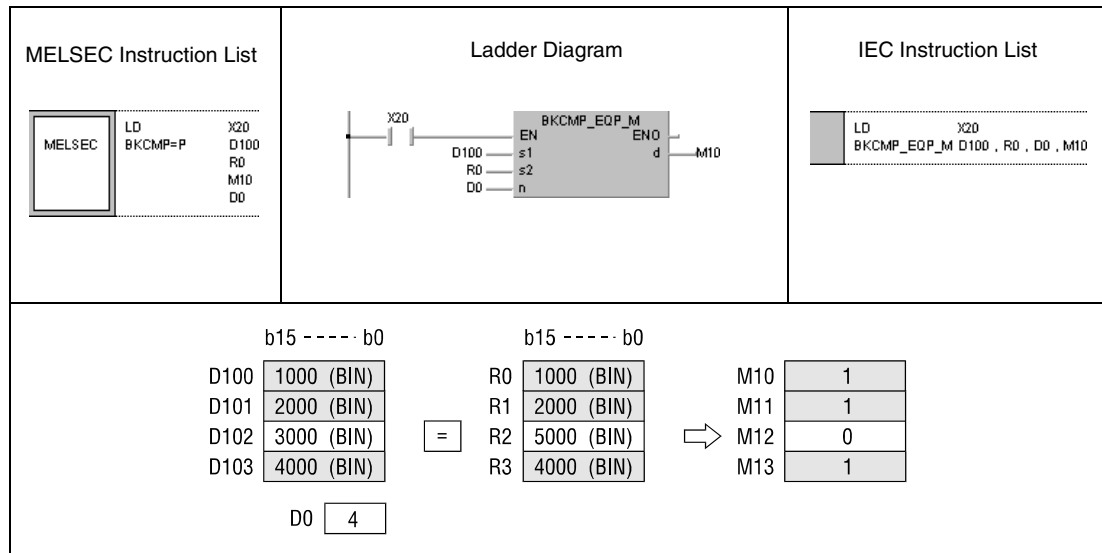 MELSEC Instruction List
Ladder Diagram
IEC Instruction List
MELSEC
LD X20
BKCMP=P D100
R0
M10
D0
X20
BKCMP_EQP_M
EN ENO
D100 s1 d M10
R0 s2
D0 n
LD X20
BKCMP_EQP_M D100 , R0 , D0 , M10
b15 ----- b0 b15 ----- b0
D100 1000 (BIN) R0 1000 (BIN) M10 1
D101 2000 (BIN) R1 2000 (BIN) M11 1
D102 3000 (BIN) = R2 5000 (BIN) M12 0
D103 4000 (BIN) R3 4000 (BIN) M13 1
D0 4